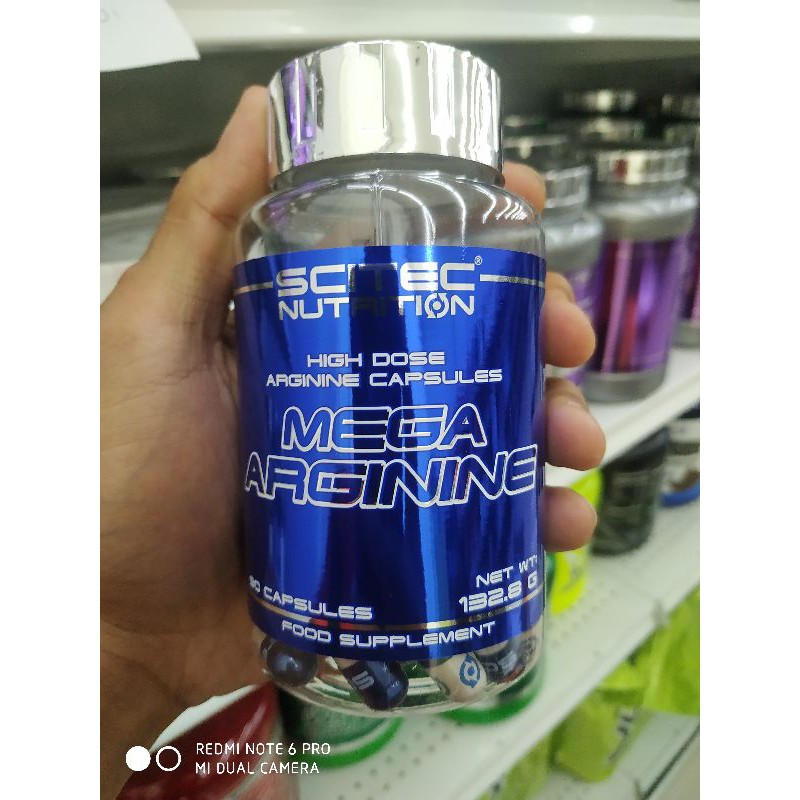 SCITEC®
NUTRITION
HIGH DOSE
ARGININE CAPSULES
MEGA
ARGININE
90 CAPSULES
NET WT:
132.8 G
FOOD SUPPLEMENT
S
REDMI NOTE 6 PRO
MI DUAL CAMERA